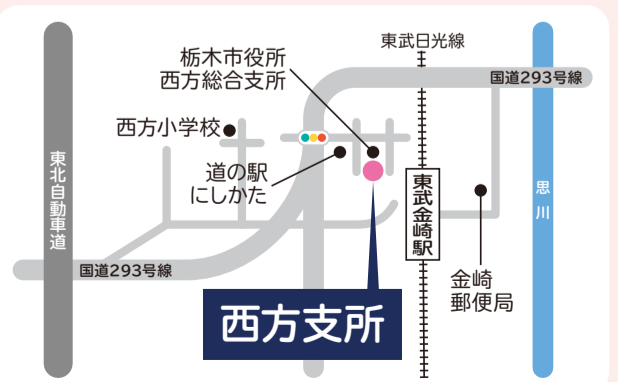 東武日光線
栃木市役所
西方総合支所
国道293号線
西方小学校
道の駅
にしかた
東北自動車道
東武金崎駅
思川
国道293号線
金崎
郵便局
西方支所